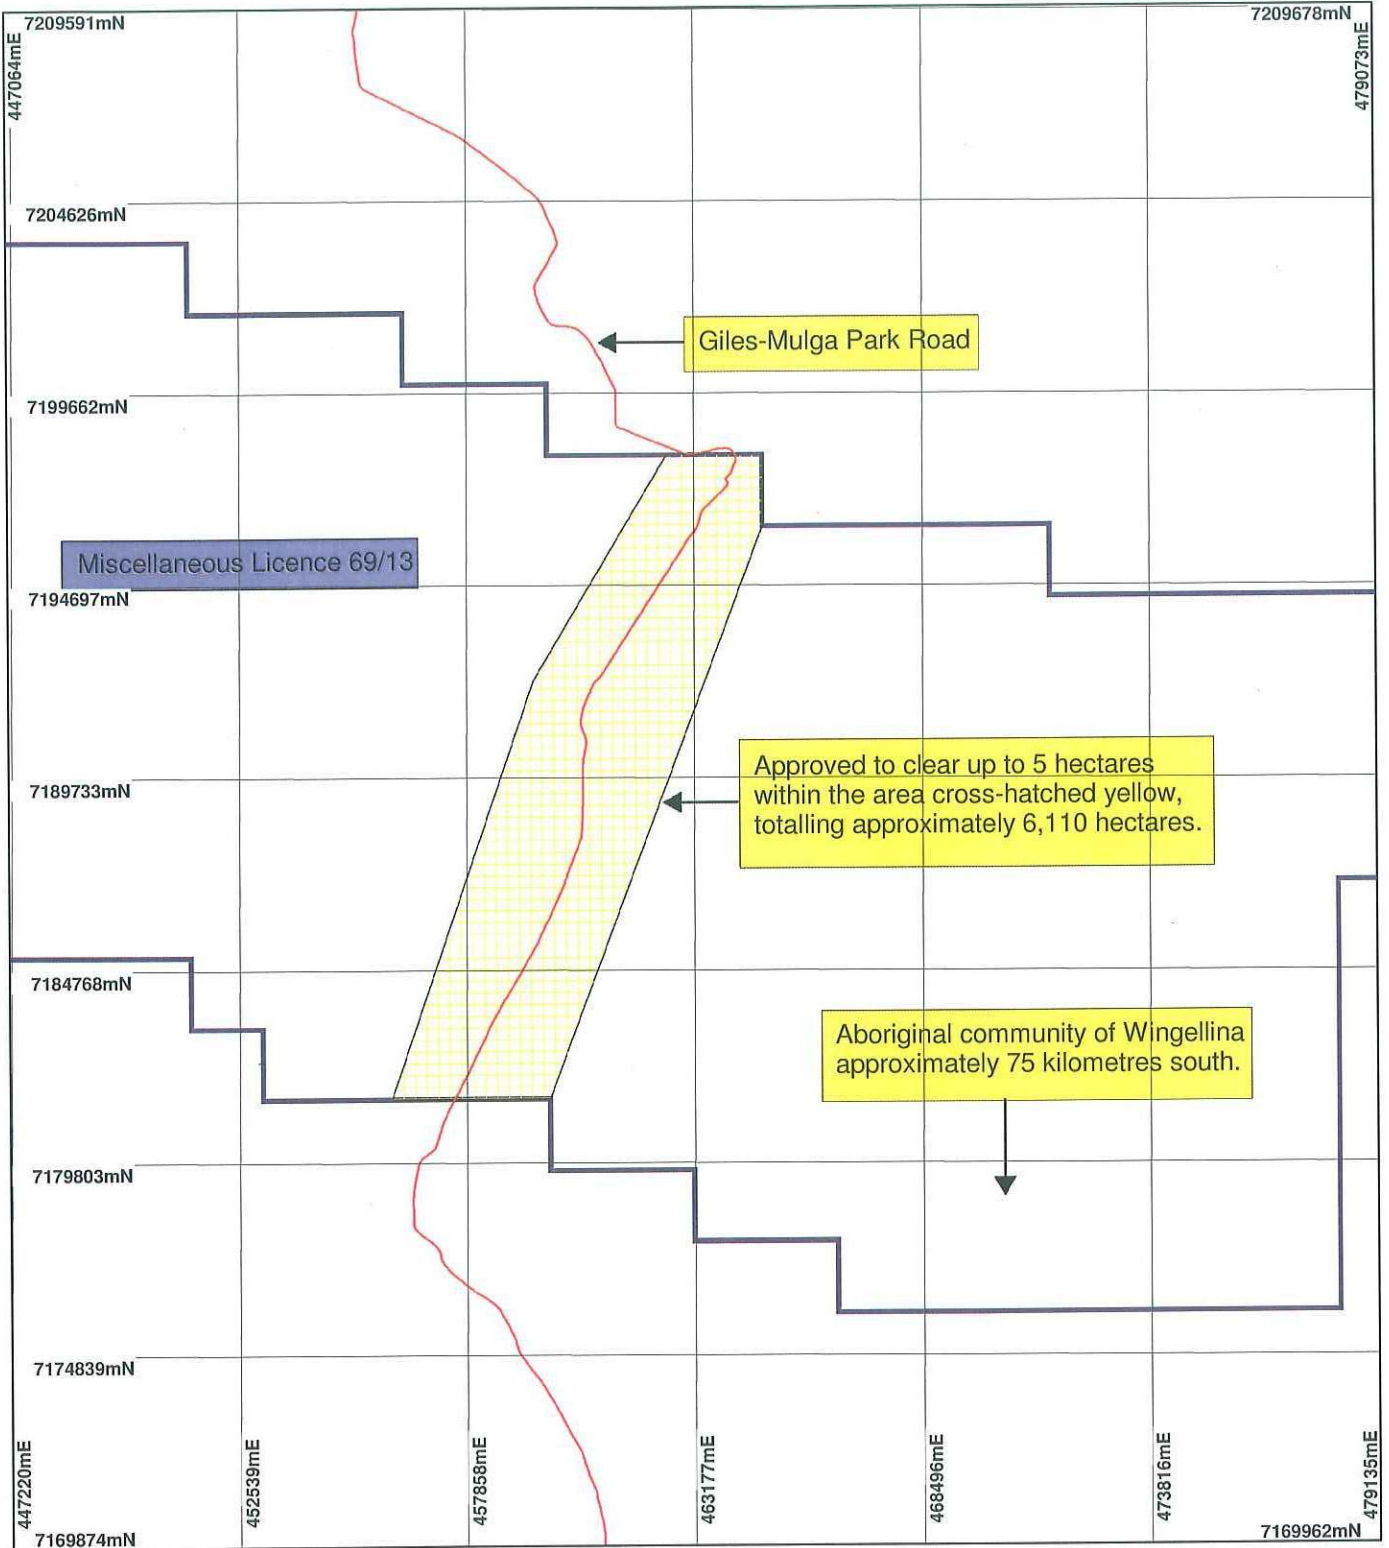 7209591mN
7209678mN
447064mE
479073mE
7204626mN
Giles-Mulga Park Road
7199662mN
Miscellaneous Licence 69/13
7194697mN
Approved to clear up to 5 hectares
within the area cross-hatched yellow,
totalling approximately 6,110 hectares.
7189733mN
7184768mN
Aboriginal community of Wingellina
approximately 75 kilometres south.
7179803mN
7174839mN
447220mE
452539mE
457858mE
463177mE
468496mE
473816mE
479135mE
7169874mN
7169962mN